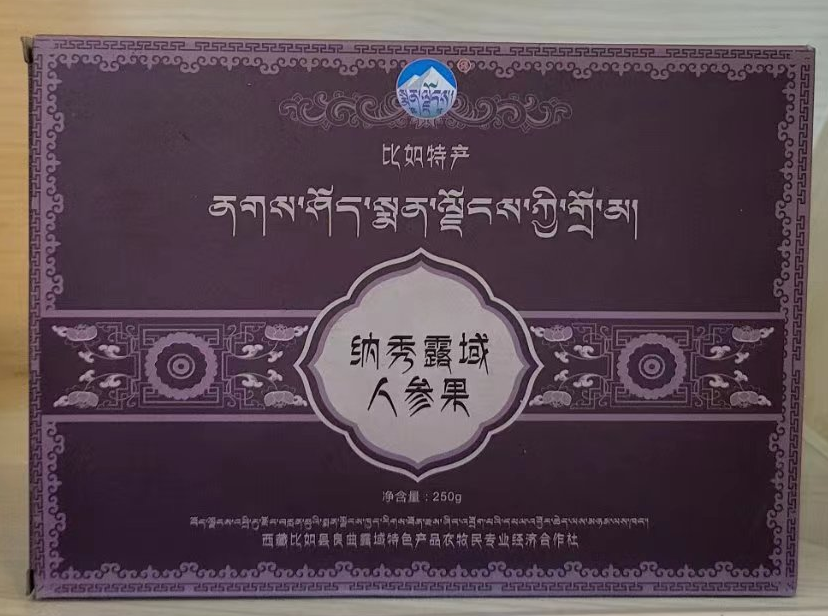 比如特产
ནགས་ཤོད་སྨན་ལྗོངས་ཀྱི་གྲོ་མ།
纳秀露域
人参果
净含量：250g
西藏比如县良曲露域特色产品农牧民专业经济合作社